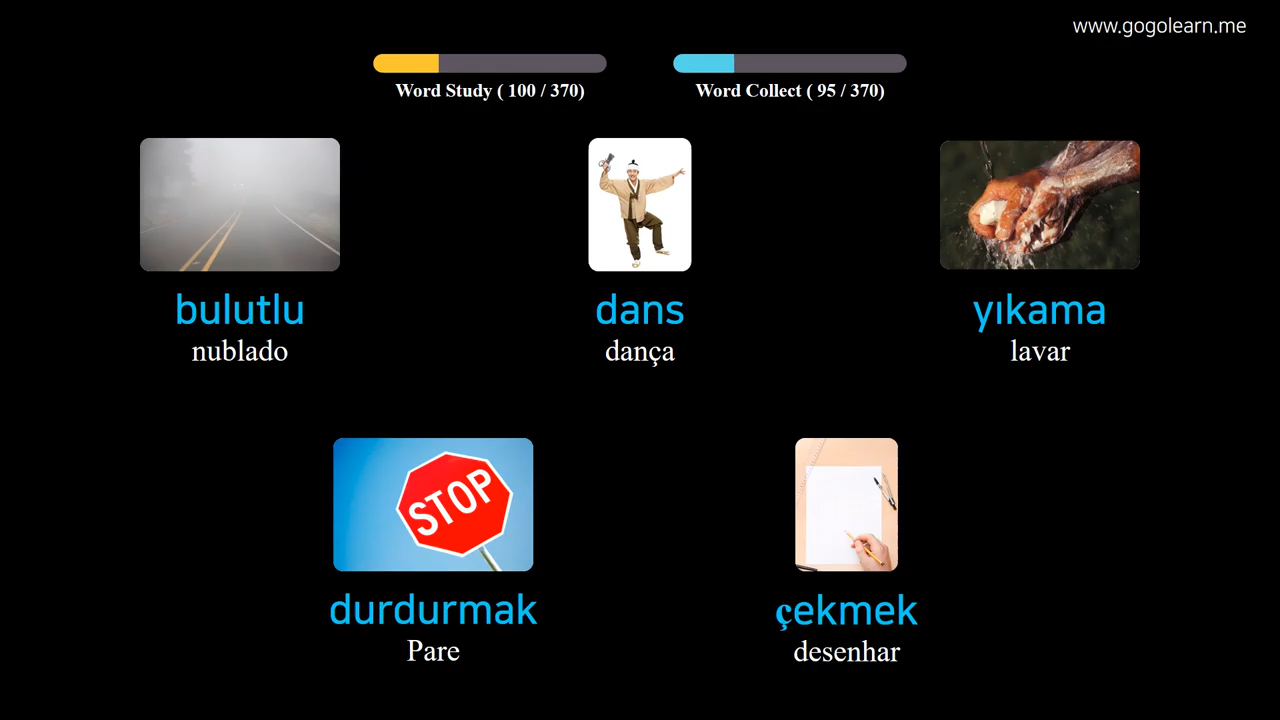 www.gogolearn.me
Word Study ( 100 / 370)
Word Collect ( 95 / 370)
bulutlu
nublado
dans
dança
yıkama
lavar
STOP
durdurmak
Pare
çekmek
desenhar